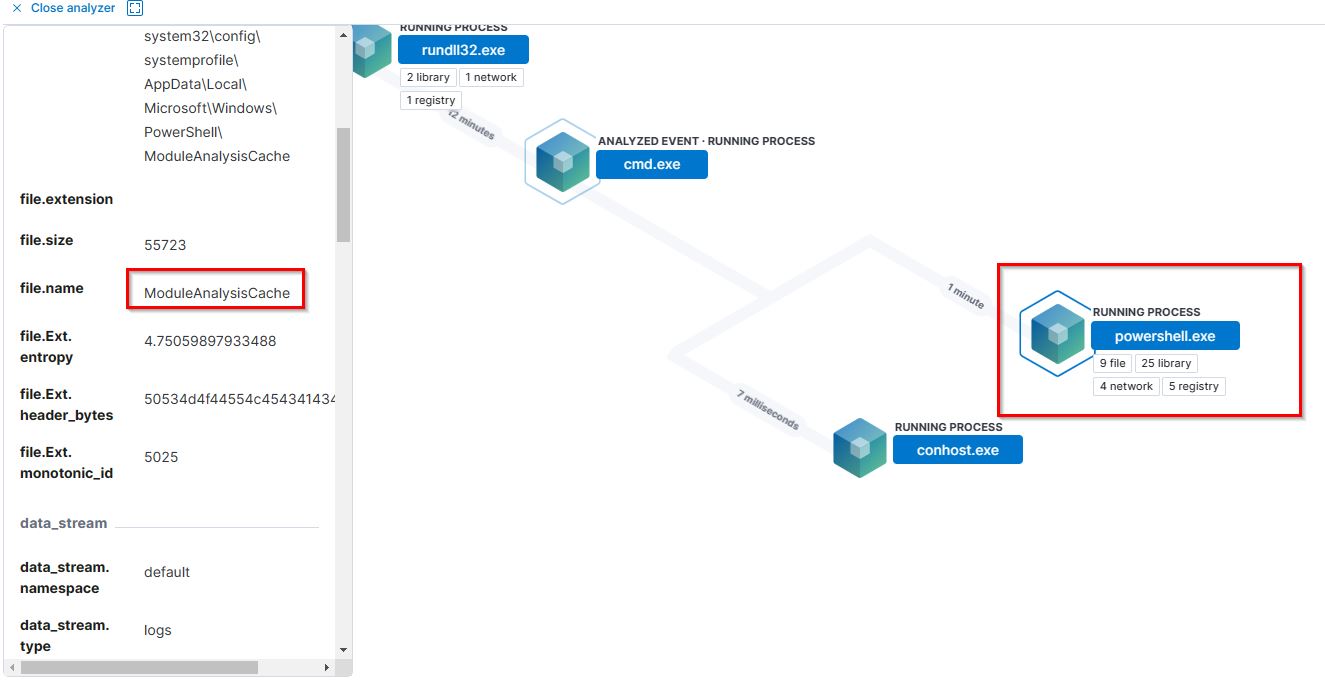 Close analyzer
system32\config\
systemprofile\
AppData\Local\
Microsoft\Windows\
PowerShell\
ModuleAnalysisCache
file.extension
file.size
55723
file.name
ModuleAnalysisCache
file.Ext.
entropy
4.75059897933488
file.Ext.
header_bytes
50534d4f44554c454341434
file.Ext.
monotonic_id
5025
data_stream
data_stream.
namespace
default
data_stream.
type
logs
RUNNING PROCESS
rundll32.exe
2 library
1 network
1 registry
12 minutes
ANALYZED EVENT · RUNNING PROCESS
cmd.exe
1 minute
RUNNING PROCESS
powershell.exe
9 file
25 library
4 network
5 registry
7 milliseconds
RUNNING PROCESS
conhost.exe